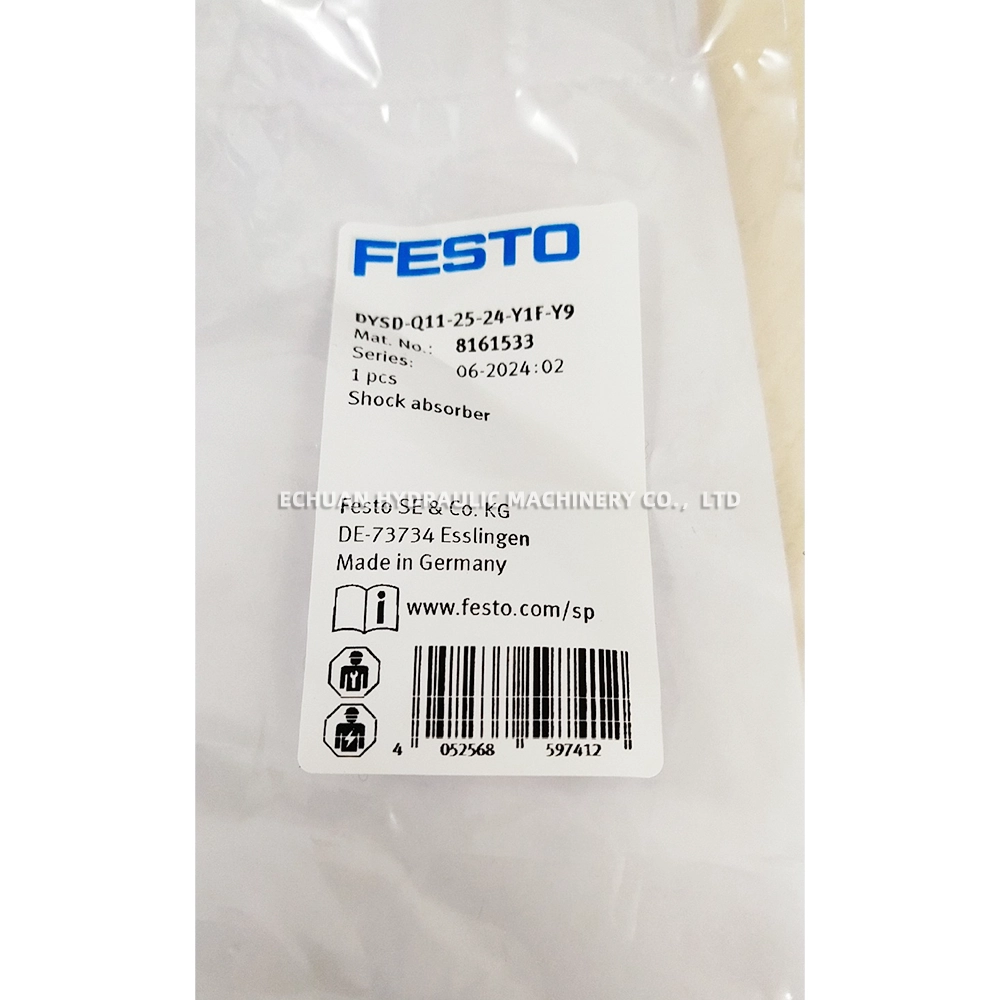 FESTO
DYSD-Q11-25-24-Y1F-Y9
Mat. No.: 8161533
Series: 06-2024:02
1 pcs
Shock absorber
ECHUAN HYDRAULIC MACHINERY CO., LTD
Festo SE & Co. KG
DE-73734 Esslingen
Made in Germany
i www.festo.com/sp
4 052568 597412